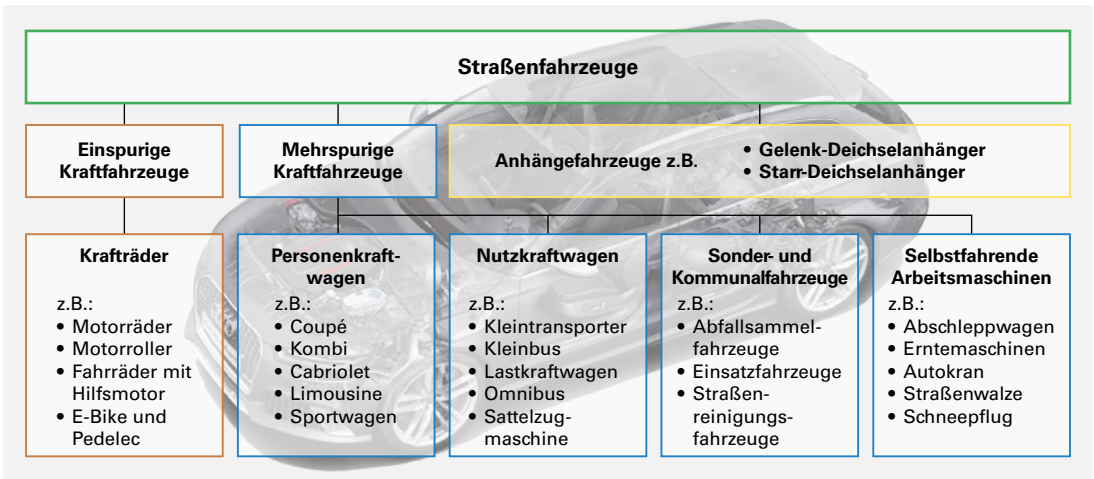 Straßenfahrzeuge
Einspurige
Kraftfahrzeuge
Mehrspurige
Kraftfahrzeuge
Anhängefahrzeuge z.B.
• Gelenk-Deichselanhänger
• Starr-Deichselanhänger
Krafträder
z.B.:
• Motorräder
• Motorroller
• Fahrräder mit
Hilfsmotor
• E-Bike und
Pedelec
Personenkraft-
wagen
z.B.:
• Coupé
• Kombi
• Cabriolet
• Limousine
• Sportwagen
Nutzkraftwagen
z.B.:
• Kleintransporter
• Kleinbus
• Lastkraftwagen
• Omnibus
• Sattelzug-
maschine
Sonder- und
Kommunalfahrzeuge
z.B.:
• Abfallsammel-
fahrzeuge
• Einsatzfahrzeuge
• Straßen-
reinigungs-
fahrzeuge
Selbstfahrende
Arbeitsmaschinen
z.B.:
• Abschleppwagen
• Erntemaschinen
• Autokran
• Straßenwalze
• Schneepflug